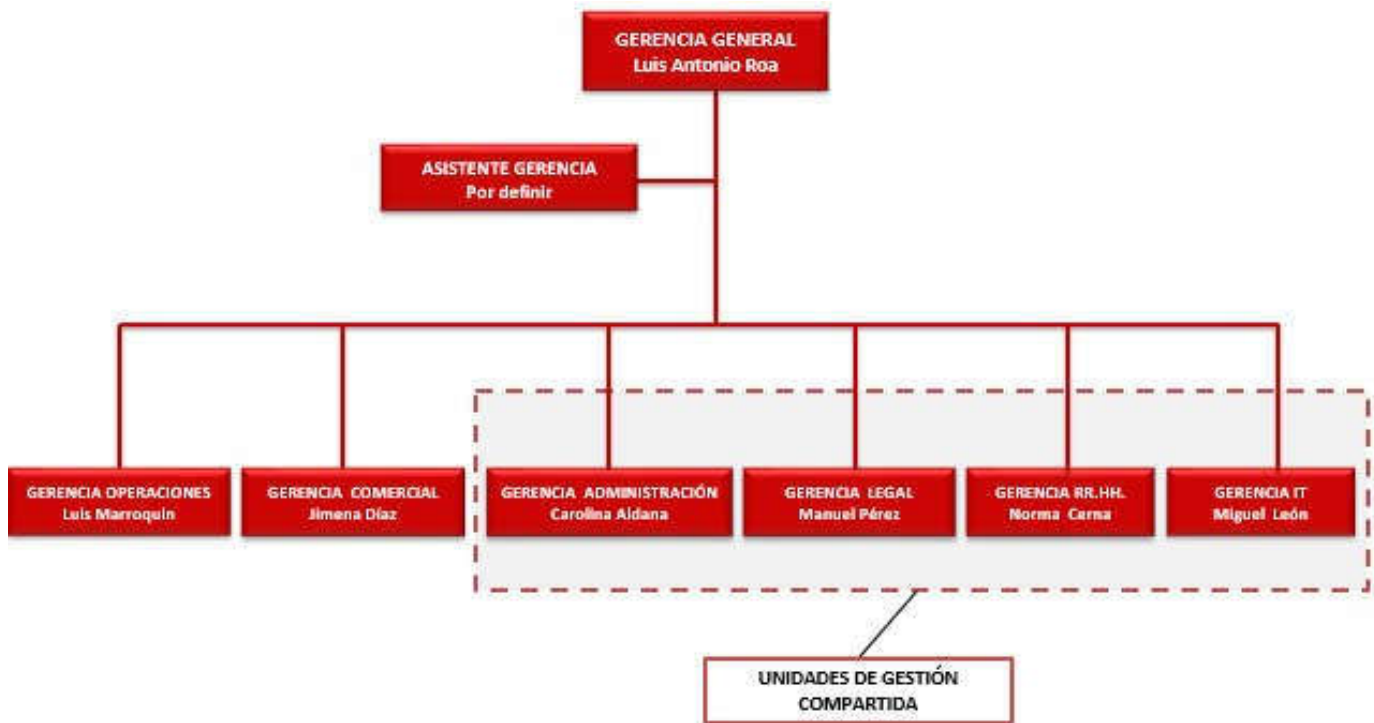 GERENCIA GENERAL
Luis Antonio Roa
ASISTENTE GERENCIA
Por definir
GERENCIA OPERACIONES
Luis Marroquin
GERENCIA COMERCIAL
Jimena Díaz
GERENCIA ADMINISTRACIÓN
Carolina Aldana
GERENCIA LEGAL
Manuel Pérez
GERENCIA RR.HH.
Norma Cerna
GERENCIA IT
Miguel León
UNIDADES DE GESTIÓN
COMPARTIDA